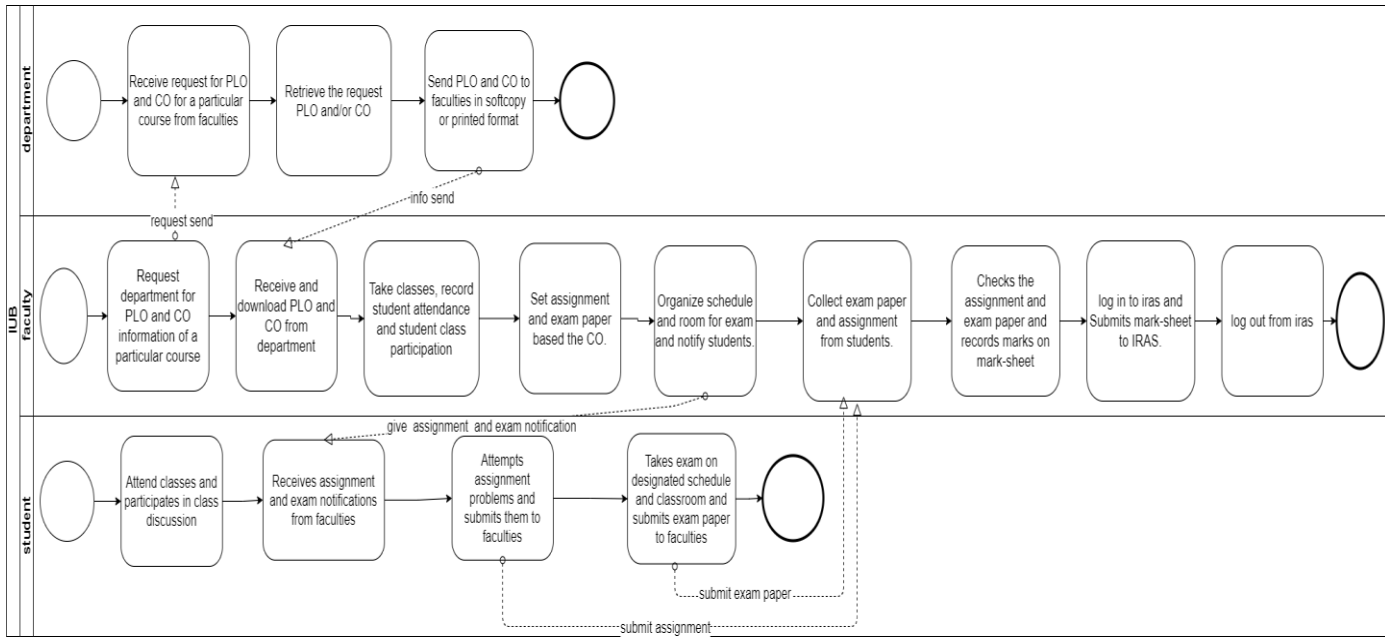 IUB
department
Receive request for PLO
and CO for a particular
course from faculties
Retrieve the request
PLO and/or CO
Send PLO and CO to
faculties in softcopy
or printed format
request send
info send
faculty
Request
department for
PLO and CO
information of a
particular course
Receive and
download PLO and
CO from
department
Take classes, record
student attendance
and student class
participation
Set assignment
and exam paper
based the CO.
Organize schedule
and room for exam
and notify students.
Collect exam paper
and assignment
from students.
Checks the
assignment and
exam paper and
records marks on
mark-sheet
log in to iras and
Submits mark-sheet
to IRAS.
log out from iras
give assignment and exam notification
student
Attend classes and
participates in class
discussion
Receives assignment
and exam notifications
from faculties
Attempts
assignment
problems and
submits them to
faculties
Takes exam on
designated schedule
and classroom and
submits exam paper
to faculties
submit exam paper
submit assignment